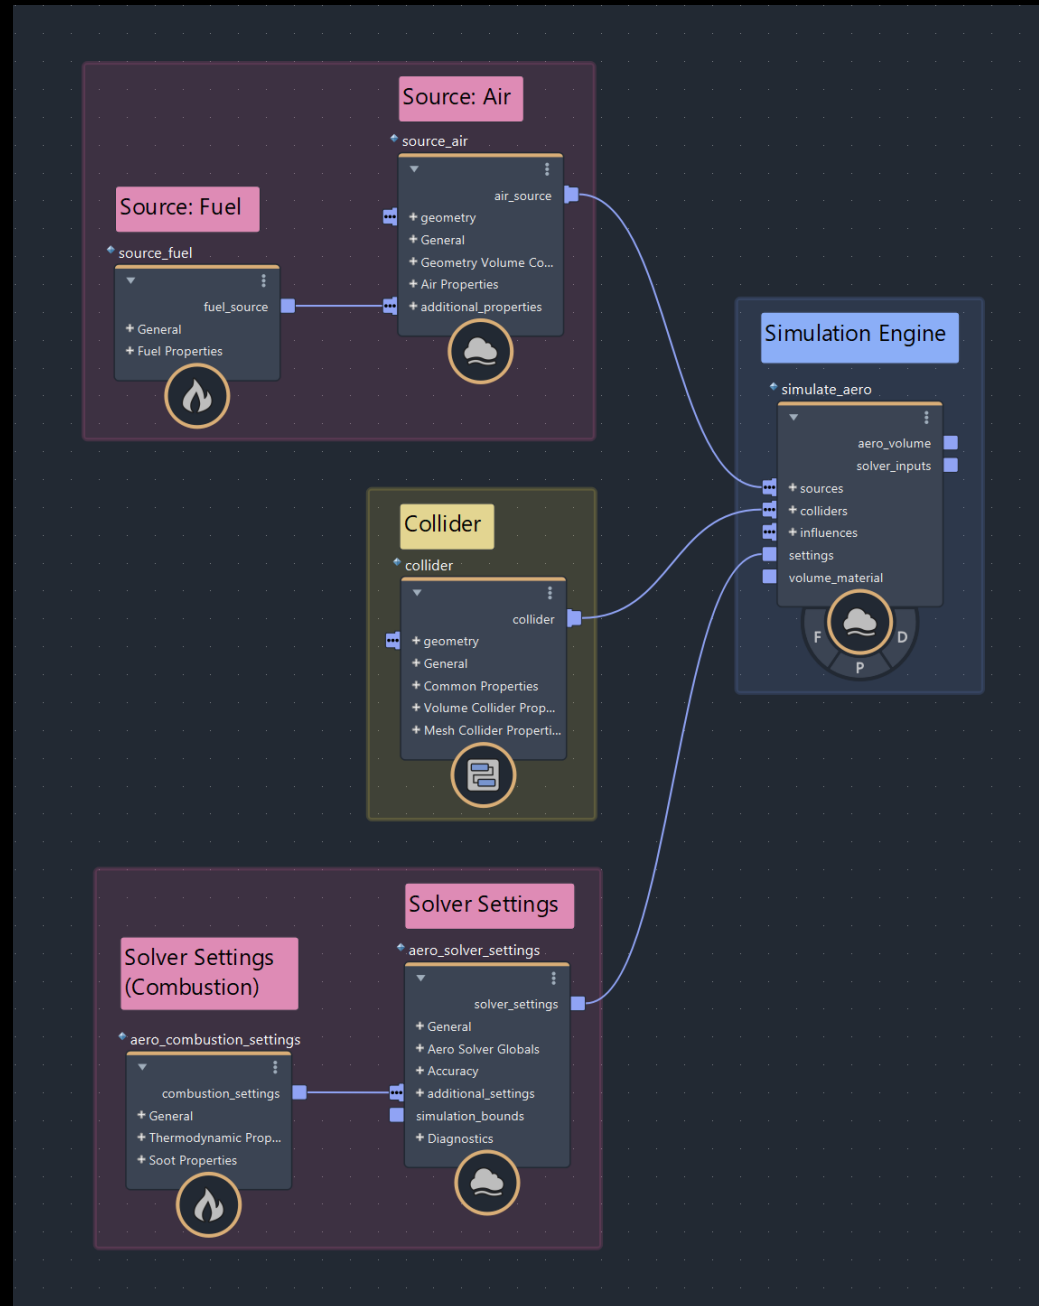 Source: Air
source_air
air_source
geometry
General
Geometry Volume Co...
Air Properties
additional_properties
Source: Fuel
source_fuel
fuel_source
General
Fuel Properties
Simulation Engine
simulate_aero
aero_volume
solver_inputs
sources
colliders
influences
settings
volume_material
F
D
P
Collider
collider
collider
geometry
General
Common Properties
Volume Collider Prop...
Mesh Collider Properti...
Solver Settings
aero_solver_settings
solver_settings
General
Aero Solver Globals
Accuracy
additional_settings
simulation_bounds
Diagnostics
Solver Settings
(Combustion)
aero_combustion_settings
combustion_settings
General
Thermodynamic Prop...
Soot Properties